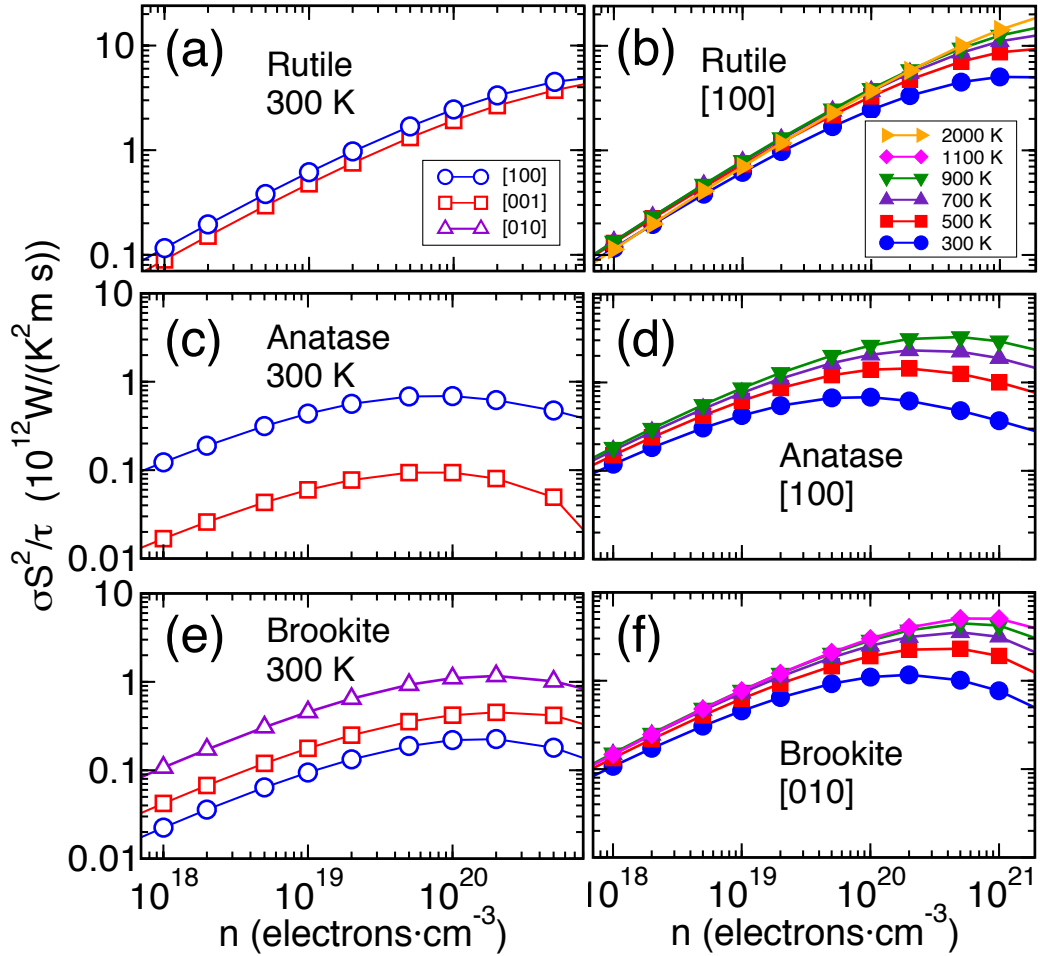 σS²/τ (10¹²W/(K²m s))
(a)
Rutile
300 K
10
1
0.1
[100]
[001]
[010]
(b)
Rutile
[100]
2000 K
1100 K
900 K
700 K
500 K
300 K
(c)
Anatase
300 K
10
1
0.1
0.01
(d)
Anatase
[100]
(e)
Brookite
300 K
10
1
0.1
0.01
10¹⁸
10¹⁹
10²⁰
n (electrons·cm⁻³)
(f)
Brookite
[010]
10¹⁸
10¹⁹
10²⁰
10²¹
n (electrons·cm⁻³)